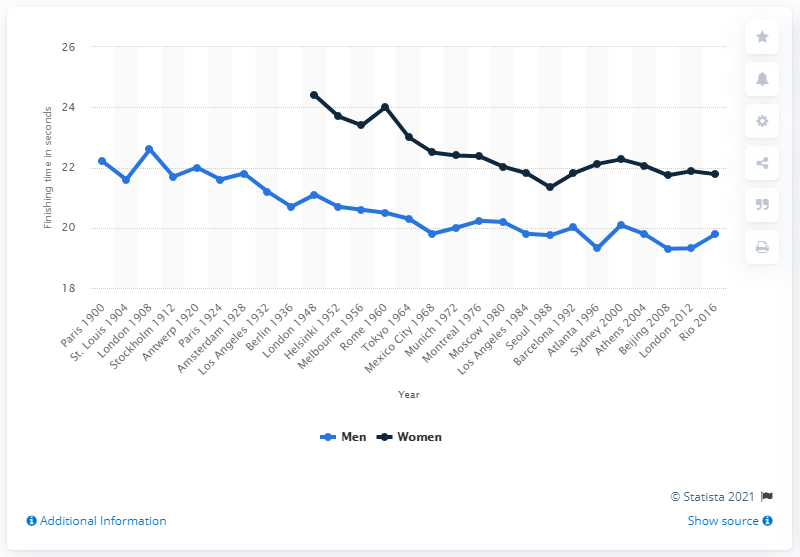 26
24
22
20
18
Finishing time in seconds
Paris 1900
St. Louis 1904
London 1908
Stockholm 1912
Antwerp 1920
Paris 1924
Amsterdam 1928
Los Angeles 1932
Berlin 1936
London 1948
Helsinki 1952
Melbourne 1956
Rome 1960
Tokyo 1964
Mexico City 1968
Munich 1972
Montreal 1976
Moscow 1980
Los Angeles 1984
Seoul 1988
Barcelona 1992
Atlanta 1996
Sydney 2000
Athens 2004
Beijing 2008
London 2012
Rio 2016
Year
Men Women
© Statista 2021
Additional Information Show source